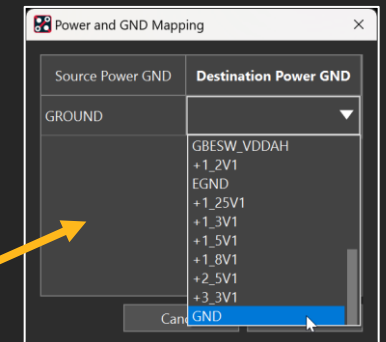 Power and GND Mapping
Source Power GND
Destination Power GND
GROUND
GBESW_VDDAH
+1_2V1
EGND
+1_25V1
+1_3V1
+1_5V1
+1_8V1
+2_5V1
+3_3V1
GND